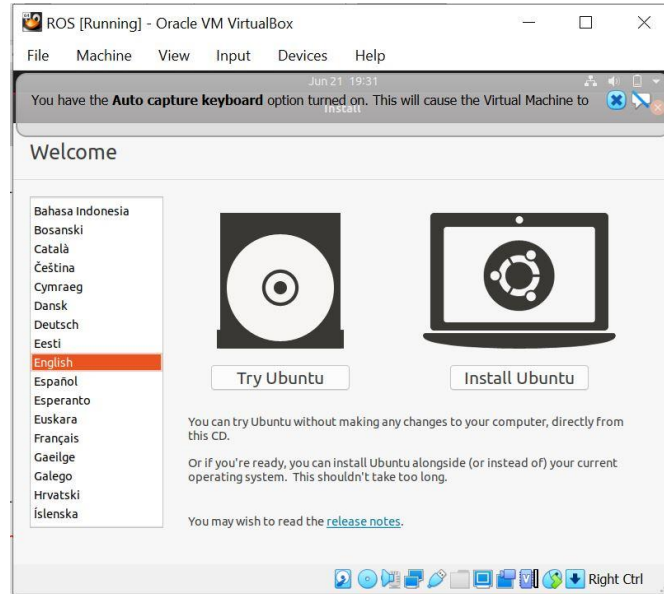 ROS [Running] - Oracle VM VirtualBox
File Machine View Input Devices Help
Jun 21 19:31
You have the Auto capture keyboard option turned on. This will cause the Virtual Machine to
Install
Welcome
Bahasa Indonesia
Bosanski
Català
Čeština
Cymraeg
Dansk
Deutsch
Eesti
English
Español
Esperanto
Euskara
Français
Gaeilge
Galego
Hrvatski
Íslenska
Try Ubuntu
Install Ubuntu
You can try Ubuntu without making any changes to your computer, directly from
this CD.
Or if you're ready, you can install Ubuntu alongside (or instead of) your current
operating system. This shouldn't take too long.
You may wish to read the release notes.
Right Ctrl